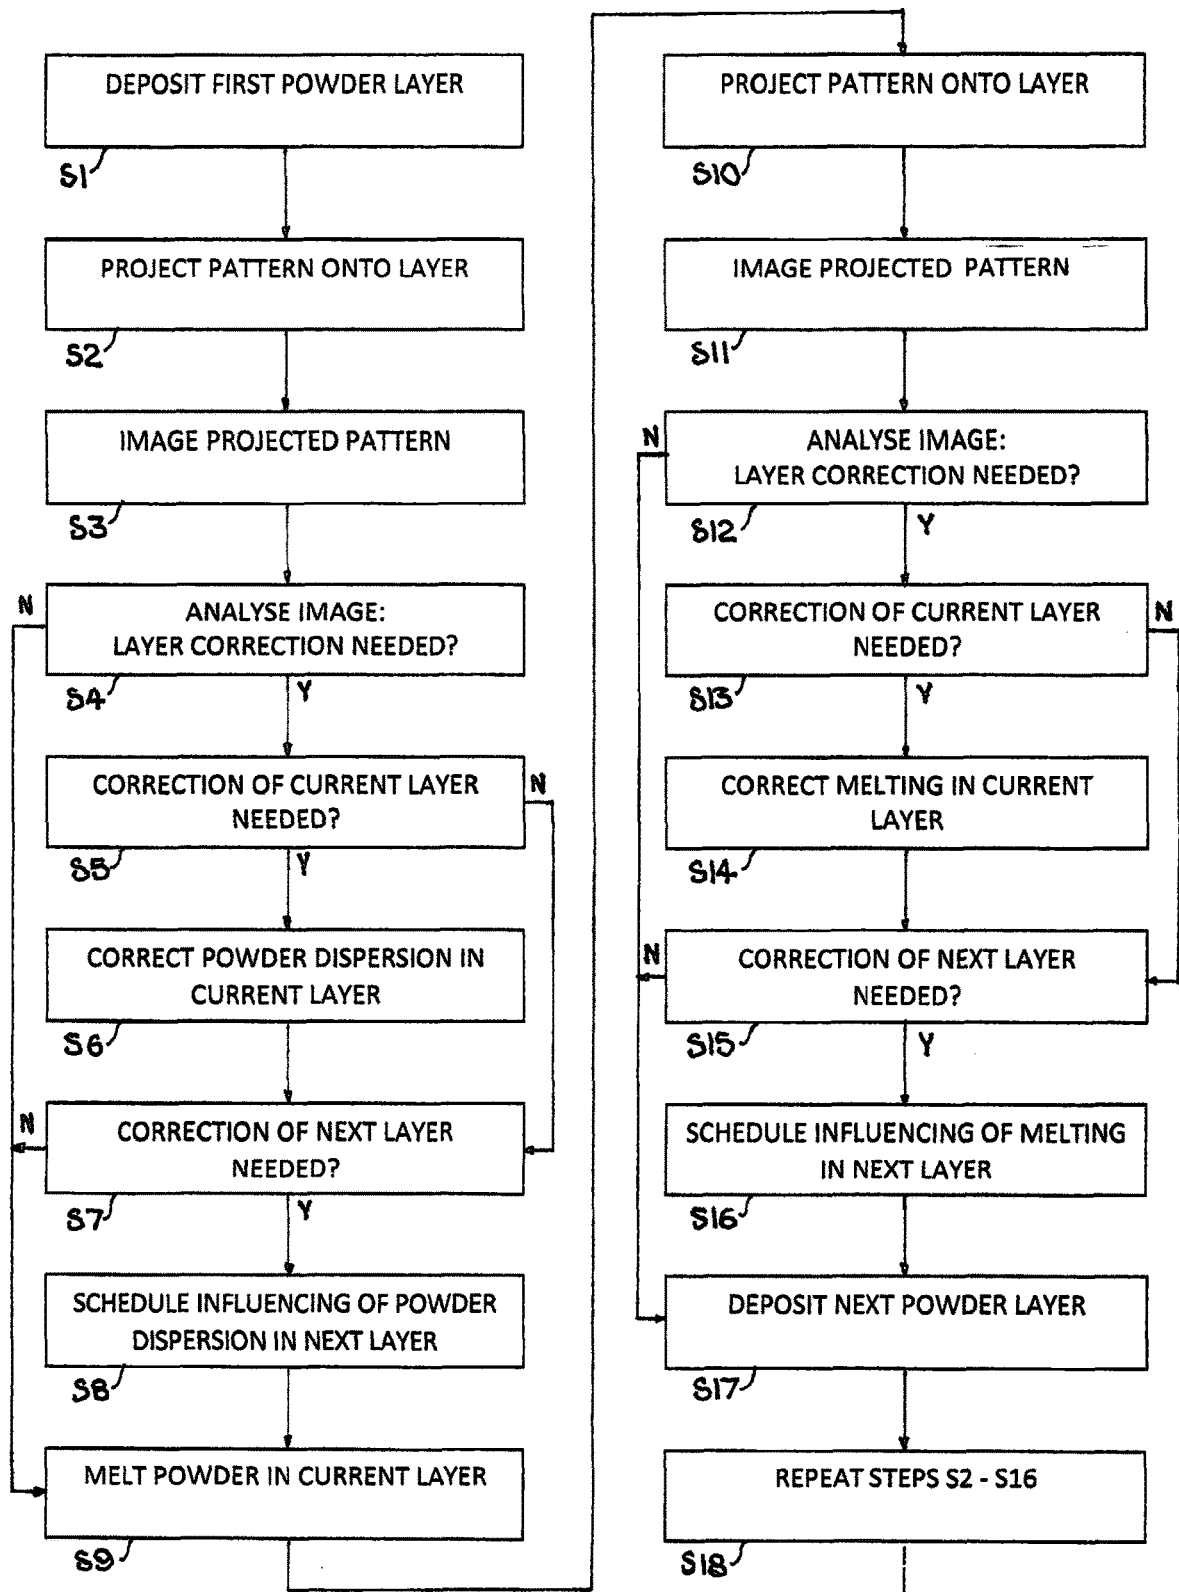 DEPOSIT FIRST POWDER LAYER
S1
PROJECT PATTERN ONTO LAYER
S2
IMAGE PROJECTED PATTERN
S3
N
ANALYSE IMAGE:
LAYER CORRECTION NEEDED?
S4
Y
CORRECTION OF CURRENT LAYER
NEEDED?
N
S5
Y
CORRECT POWDER DISPERSION IN
CURRENT LAYER
S6
N
CORRECTION OF NEXT LAYER
NEEDED?
S7
Y
SCHEDULE INFLUENCING OF POWDER
DISPERSION IN NEXT LAYER
S8
MELT POWDER IN CURRENT LAYER
S9
PROJECT PATTERN ONTO LAYER
S10
IMAGE PROJECTED PATTERN
S11
N
ANALYSE IMAGE:
LAYER CORRECTION NEEDED?
S12
Y
CORRECTION OF CURRENT LAYER
NEEDED?
N
S13
Y
CORRECT MELTING IN CURRENT
LAYER
S14
N
CORRECTION OF NEXT LAYER
NEEDED?
S15
Y
SCHEDULE INFLUENCING OF MELTING
IN NEXT LAYER
S16
DEPOSIT NEXT POWDER LAYER
S17
REPEAT STEPS S2 - S16
S18